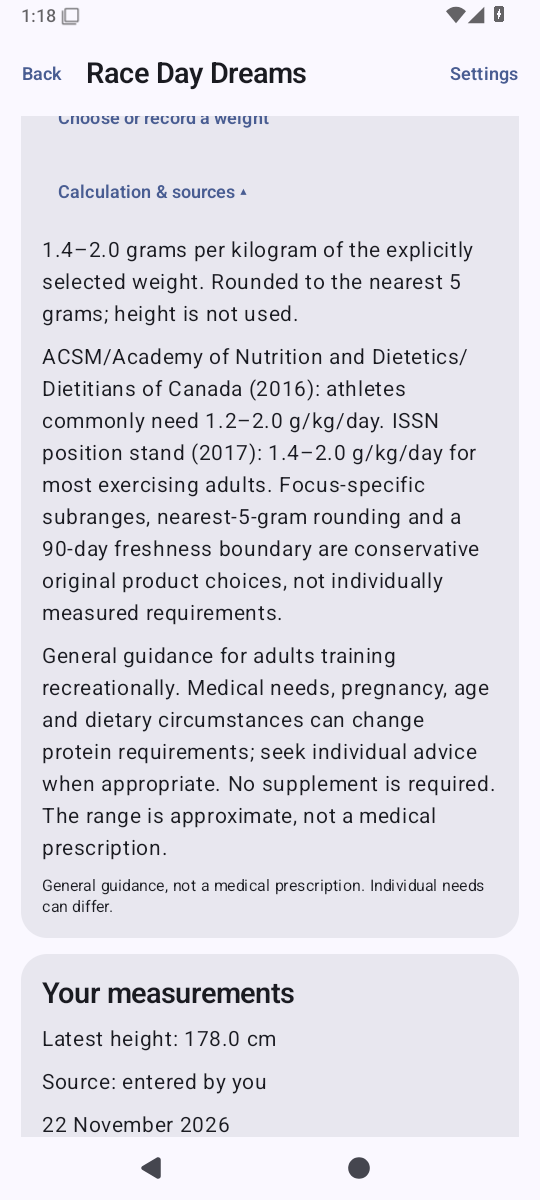 1:18
Back
Race Day Dreams
Settings
Choose or record a weight
Calculation & sources ▴
1.4–2.0 grams per kilogram of the explicitly
selected weight. Rounded to the nearest 5
grams; height is not used.
ACSM/Academy of Nutrition and Dietetics/
Dietitians of Canada (2016): athletes
commonly need 1.2–2.0 g/kg/day. ISSN
position stand (2017): 1.4–2.0 g/kg/day for
most exercising adults. Focus-specific
subranges, nearest-5-gram rounding and a
90-day freshness boundary are conservative
original product choices, not individually
measured requirements.
General guidance for adults training
recreationally. Medical needs, pregnancy, age
and dietary circumstances can change
protein requirements; seek individual advice
when appropriate. No supplement is required.
The range is approximate, not a medical
prescription.
General guidance, not a medical prescription. Individual needs
can differ.
Your measurements
Latest height: 178.0 cm
Source: entered by you
22 November 2026